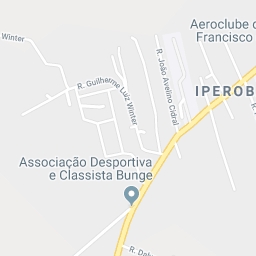 Aeroclube d
Francisco
Winter
R. Guilherme Luiz Winter
R. João Avelino Cidral
IPEROB
Associação Desportiva
e Classista Bunge